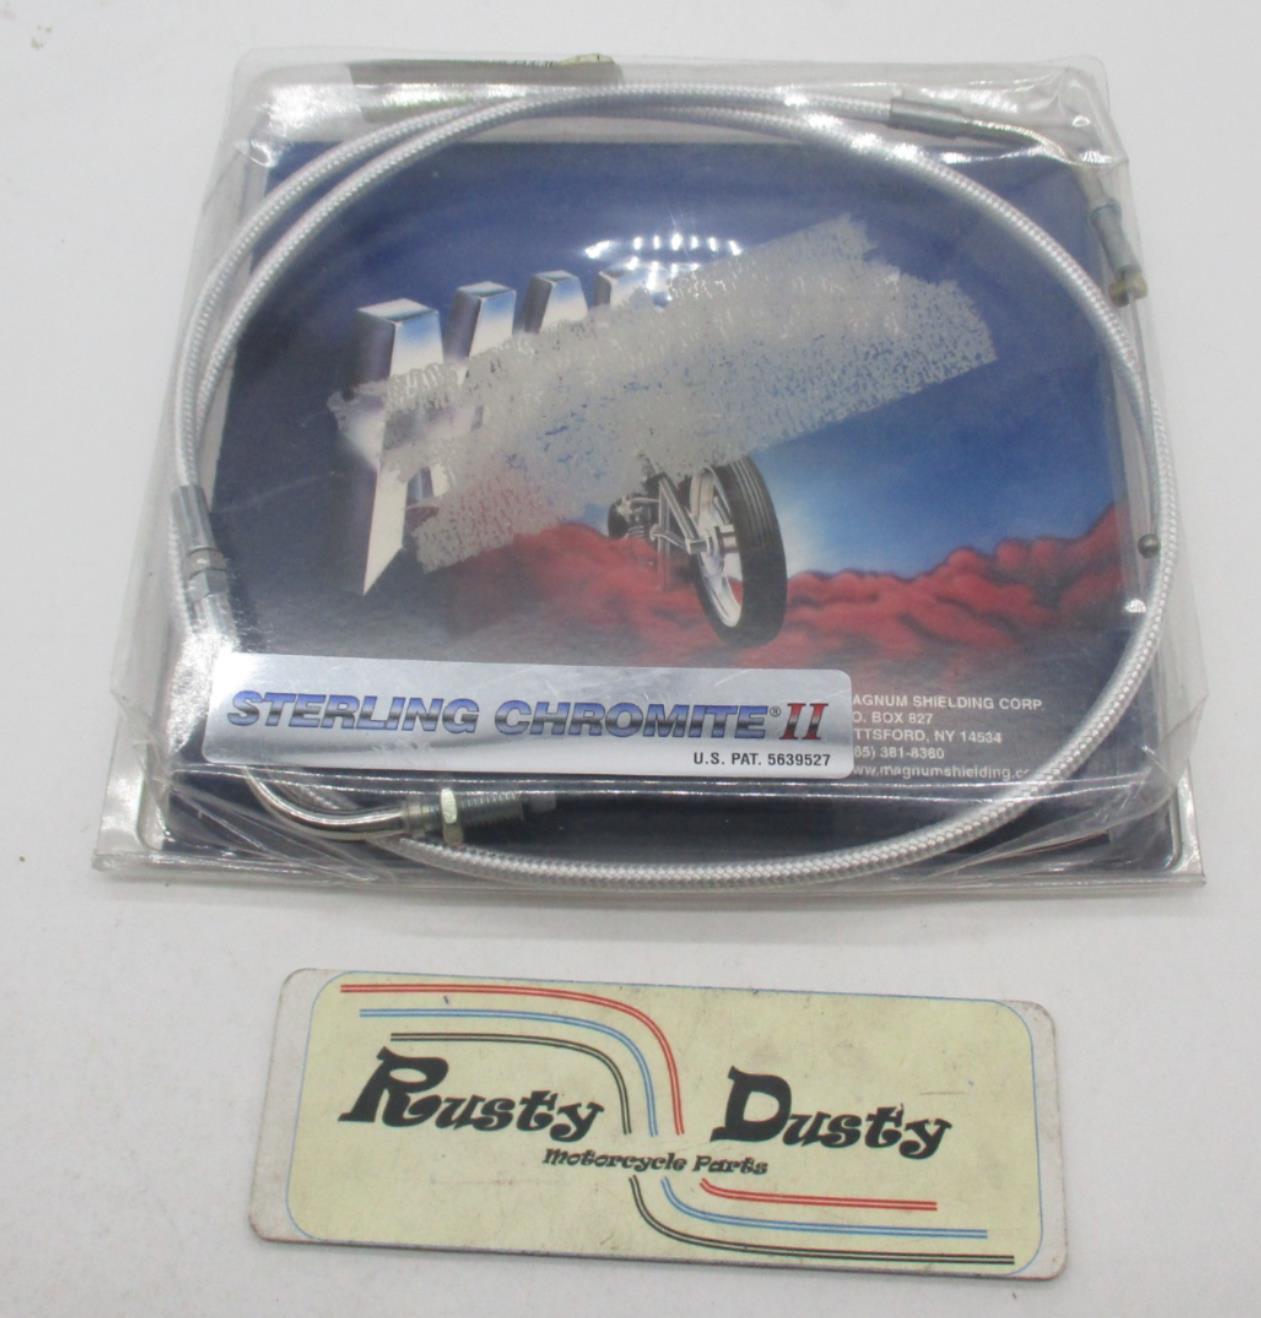 STERLING CHROMITE® II
U.S. PAT. 5639527
AGNUM SHIELDING CORP
O. BOX 827
TTSFORD, NY 14534
381-8360
www.magnumshielding.c
Rusty Dusty
Motorcycle Parts